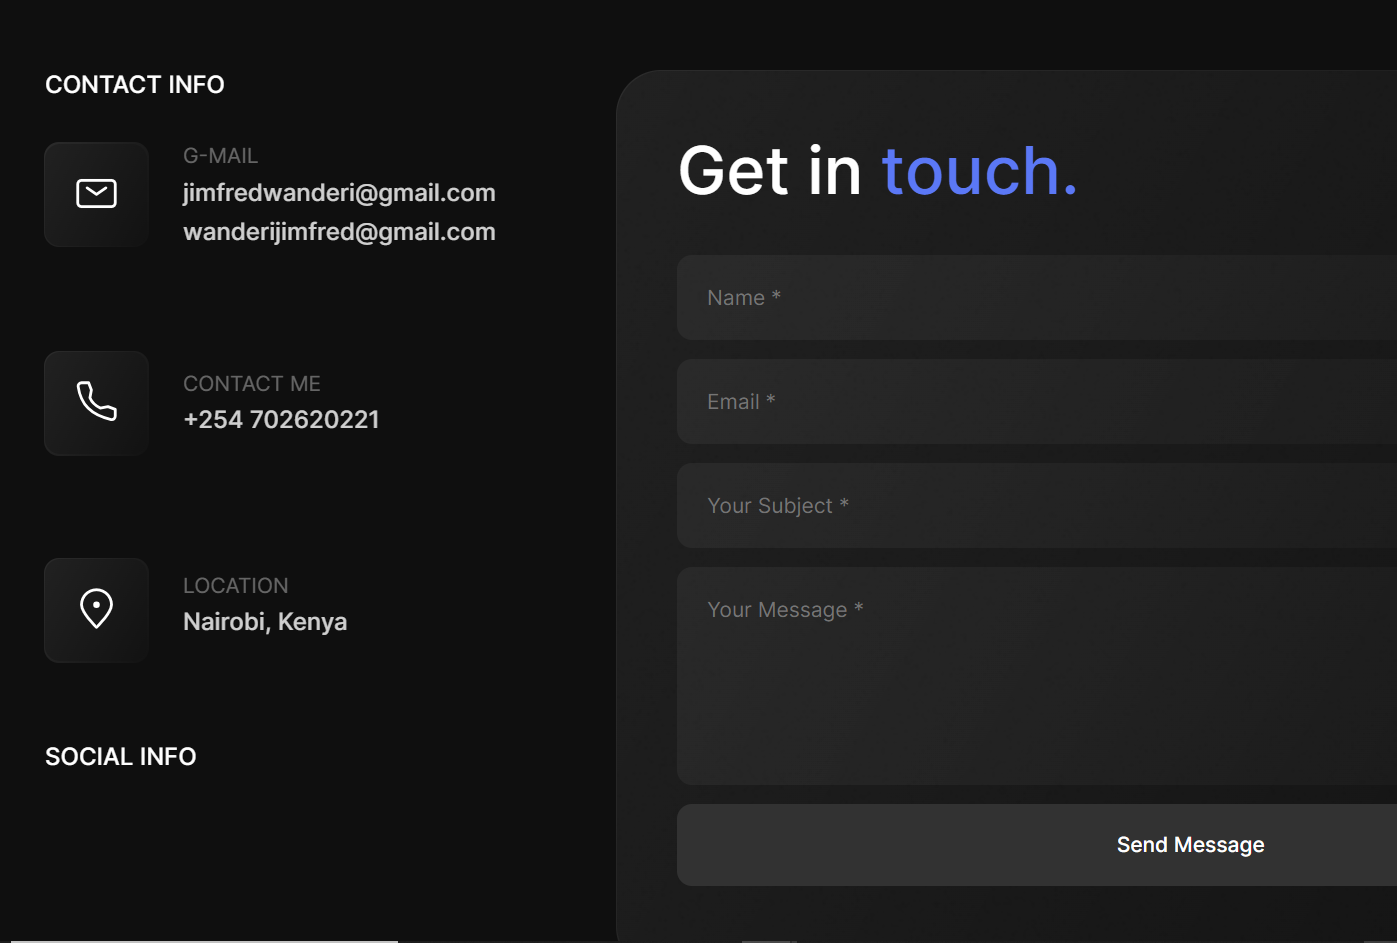 CONTACT INFO
G-MAIL
jimfredwanderi@gmail.com
wanderijimfred@gmail.com
CONTACT ME
+254 702620221
LOCATION
Nairobi, Kenya
SOCIAL INFO
Get in touch.
Name *
Email *
Your Subject *
Your Message *
Send Message